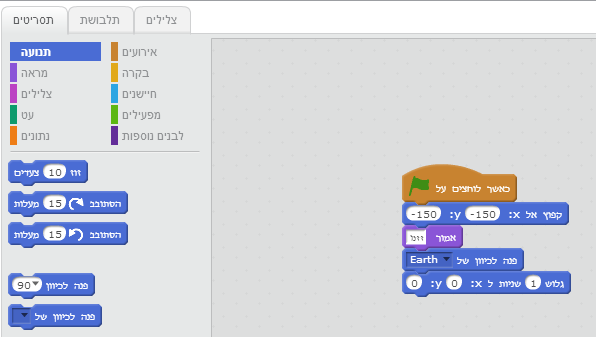 תסריטים תלבושת צלילים
תנועה אירועים
מראה בקרה
צלילים חיישנים
עט מפעילים
נתונים לבנים נוספות
זוז 10 צעדים
הסתובב 15 מעלות
הסתובב 15 מעלות
פנה לכיוון 90
פנה לכיוון של
כאשר לוחצים על
קפוץ אל x: -150 y: -150
אמור
פנה לכיוון של Earth
גלוש 1 שניות ל x: 0 y: 0